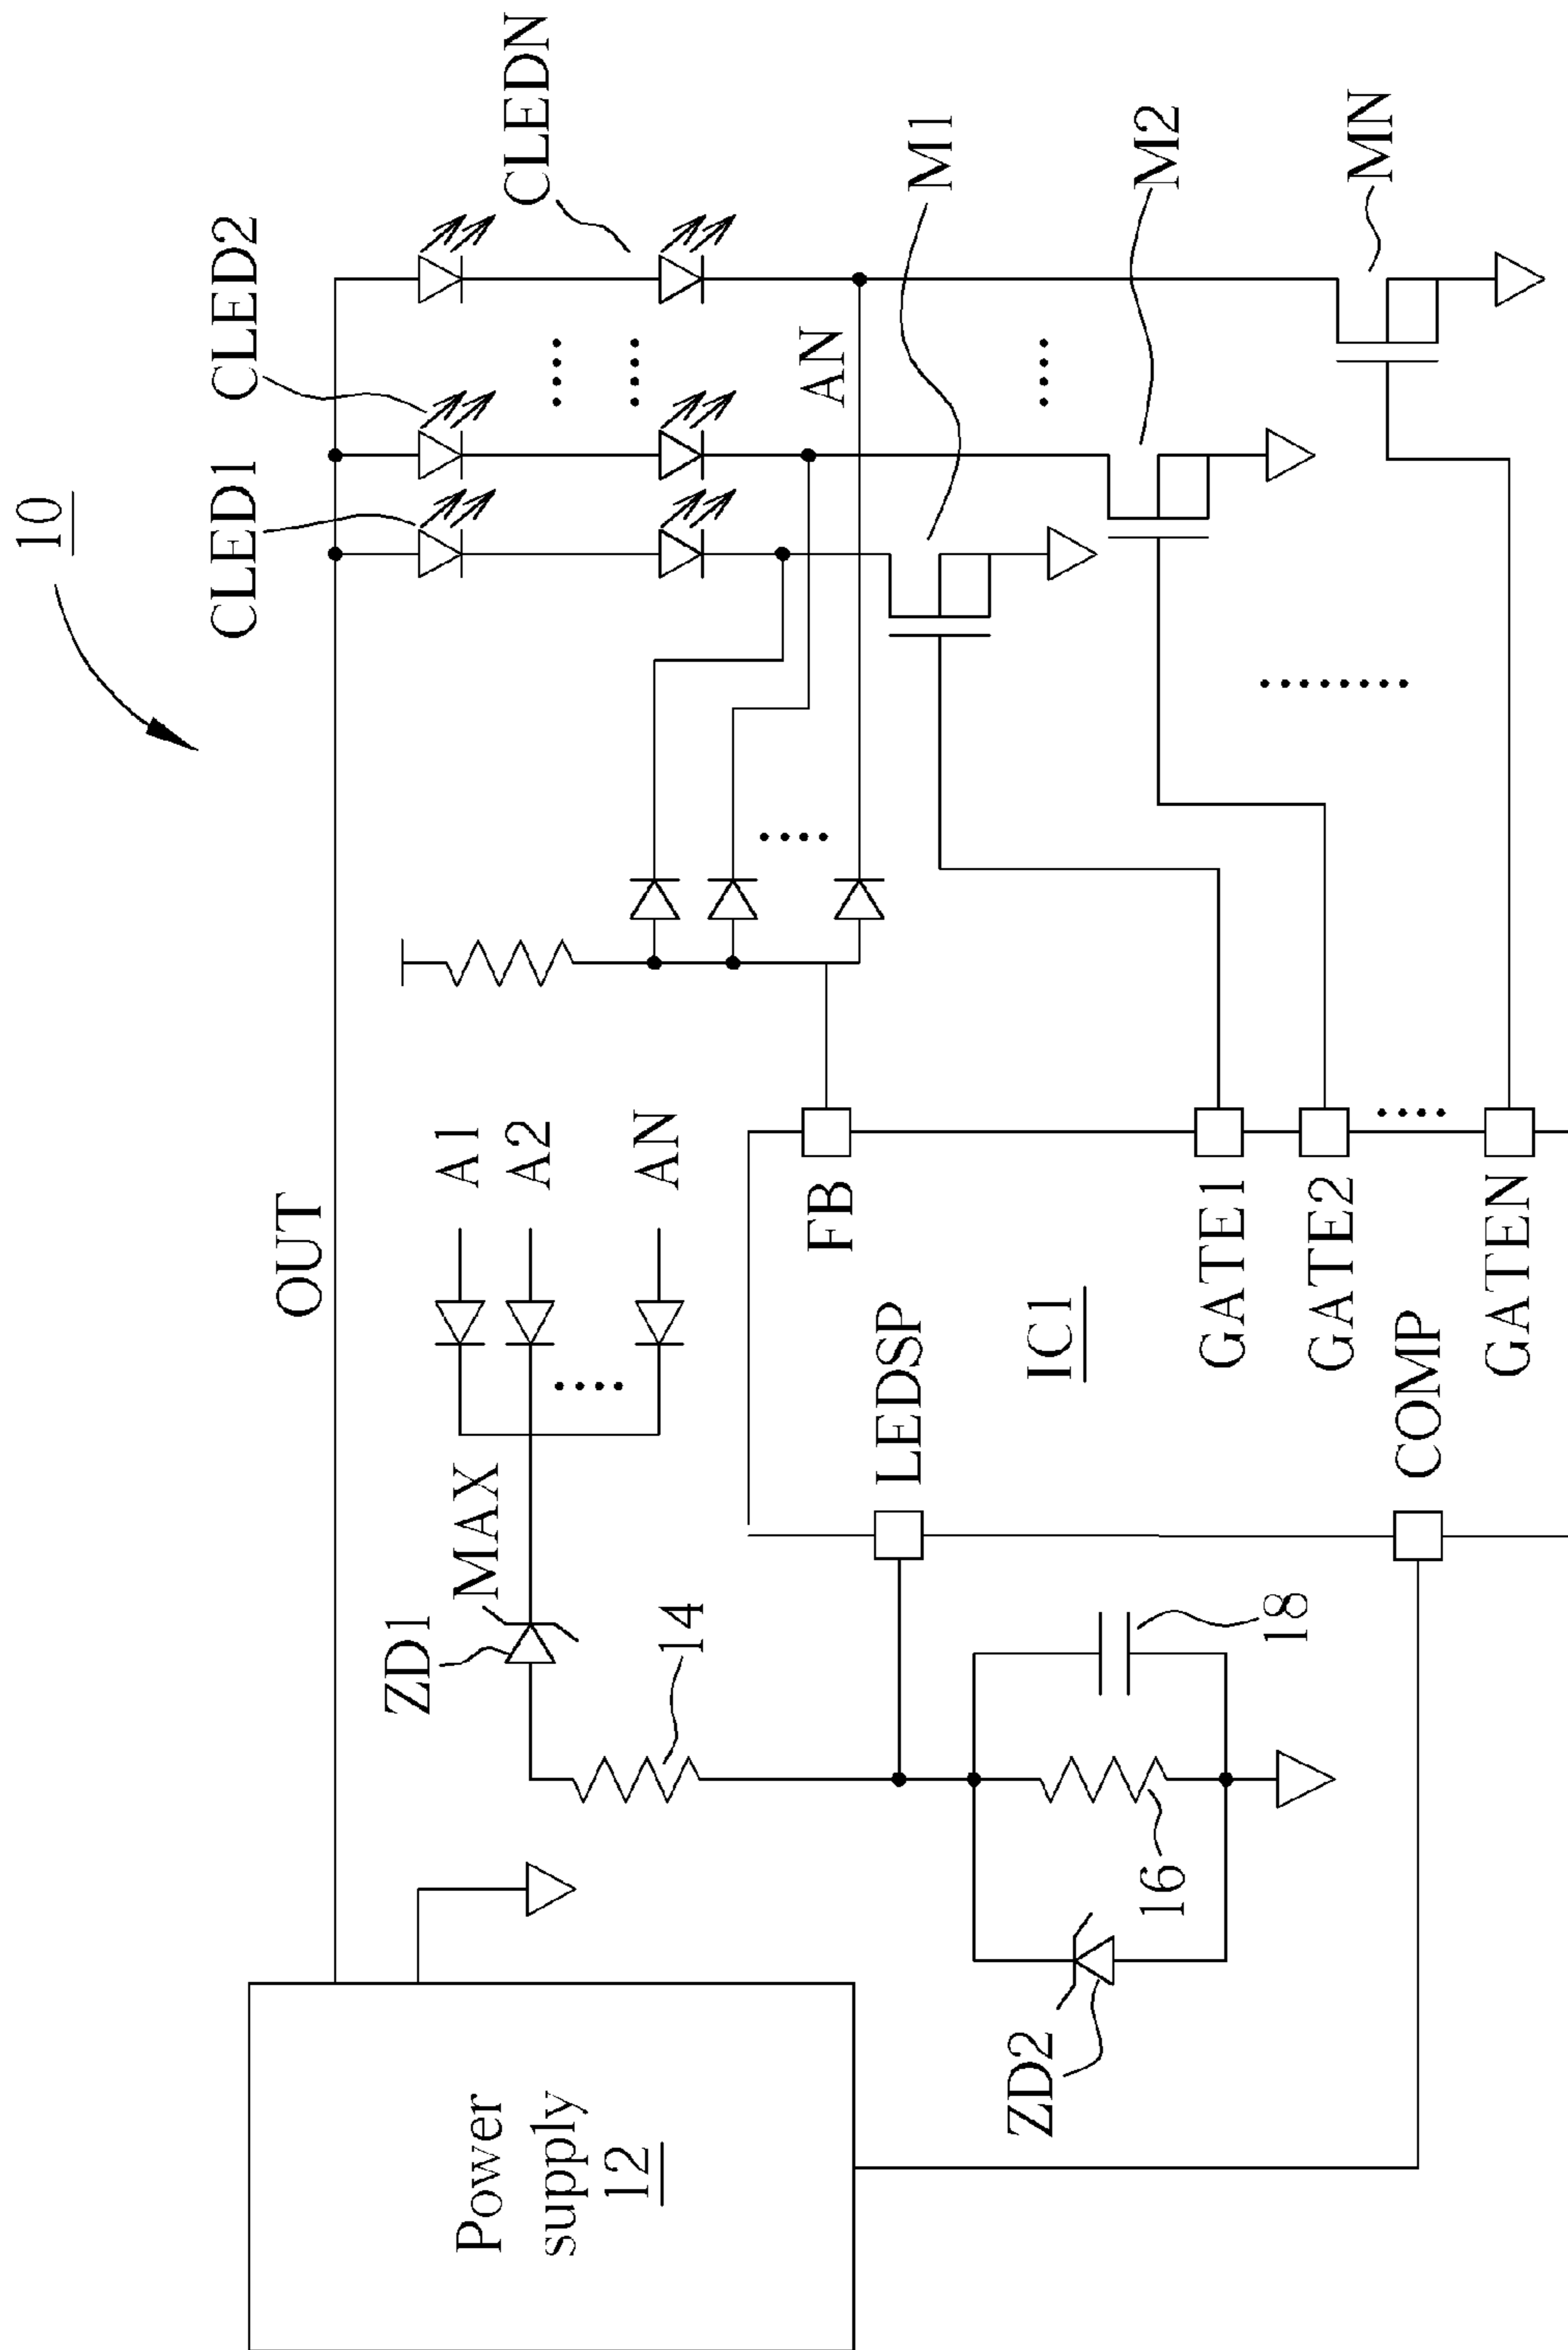 10
CLED1
CLED2
CLEDN
OUT
A1
A2
AN
MAX
ZD1
14
AN
M1
M2
MN
Power
supply
12
FB
LEDSP
IC1
GATE1
GATE2
COMP
GATEN
18
16
ZD2